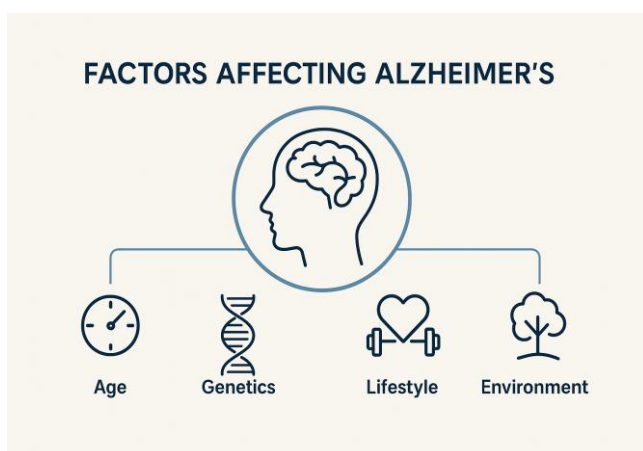 FACTORS AFFECTING ALZHEIMER'S
Age
Genetics
Lifestyle
Environment